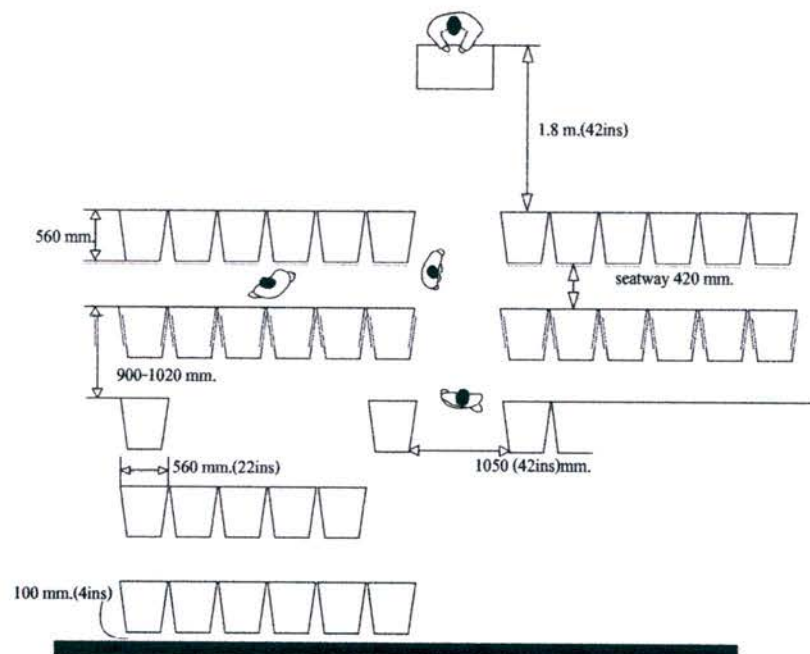 1.8 m.(42ins)
560 mm.
seatway 420 mm.
900-1020 mm.
560 mm.(22ins)
1050 (42ins)mm.
100 mm.(4ins)